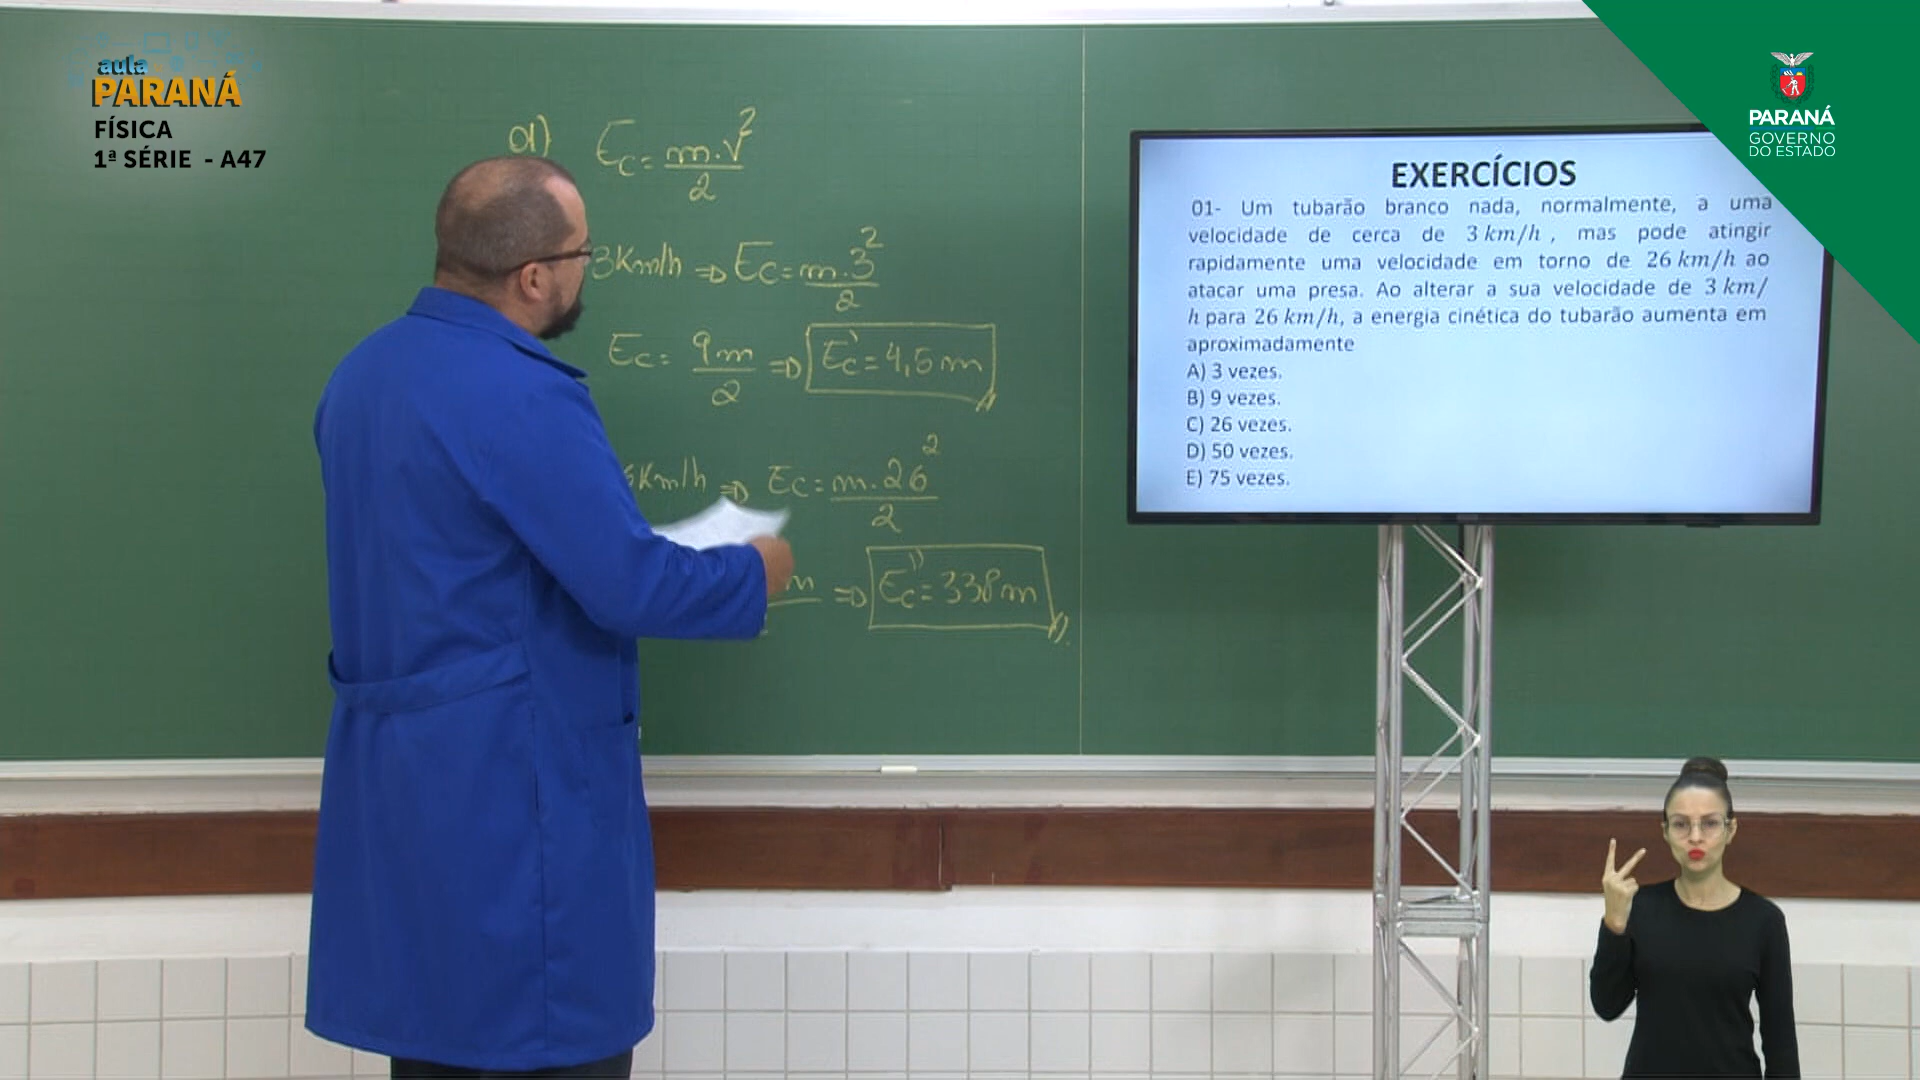 aula
PARANÁ
FÍSICA
1ª SÉRIE - A47
a)
Ec = m.v²/2
3Km/h ⇒ Ec = m.3²/2
Ec = 9m/2 ⇒ Ec' = 4,5m
Km/h ⇒ Ec = m.26²/2
m ⇒ Ec'' = 338m
EXERCÍCIOS
01- Um tubarão branco nada, normalmente, a uma
velocidade de cerca de 3 km/h , mas pode atingir
rapidamente uma velocidade em torno de 26 km/h ao
atacar uma presa. Ao alterar a sua velocidade de 3 km/
h para 26 km/h, a energia cinética do tubarão aumenta em
aproximadamente
A) 3 vezes.
B) 9 vezes.
C) 26 vezes.
D) 50 vezes.
E) 75 vezes.
PARANÁ
GOVERNO
DO ESTADO